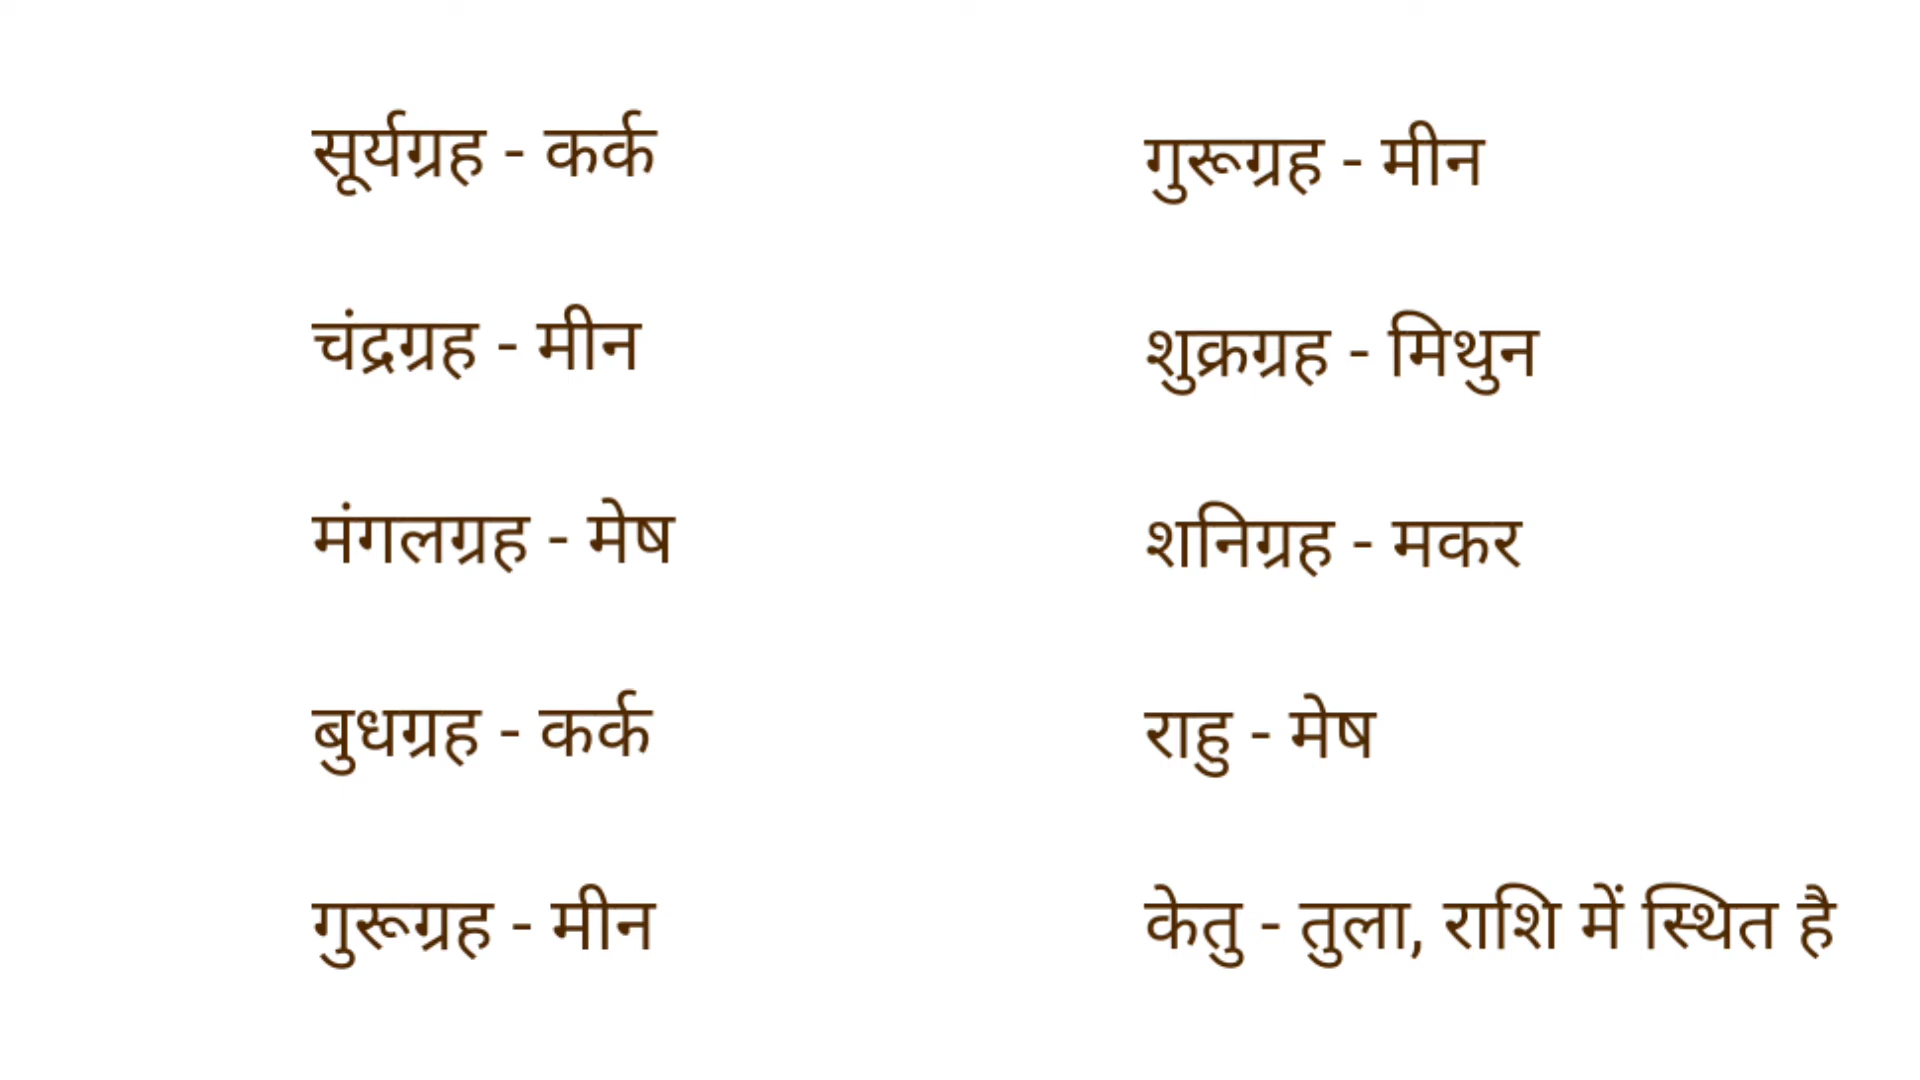 सूर्यग्रह - कर्क
चंद्रग्रह - मीन
मंगलग्रह - मेष
बुधग्रह - कर्क
गुरूग्रह - मीन
गुरूग्रह - मीन
शुक्रग्रह - मिथुन
शनिग्रह - मकर
राहु - मेष
केतु - तुला, राशि में स्थित है